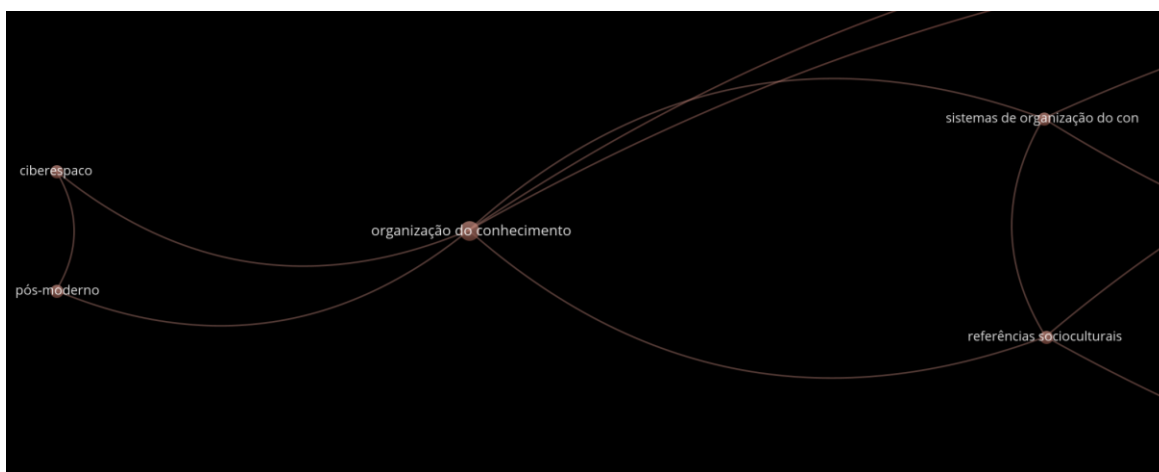 sistemas de organização do con
ciberespaco
organização do conhecimento
pós-moderno
referências socioculturais